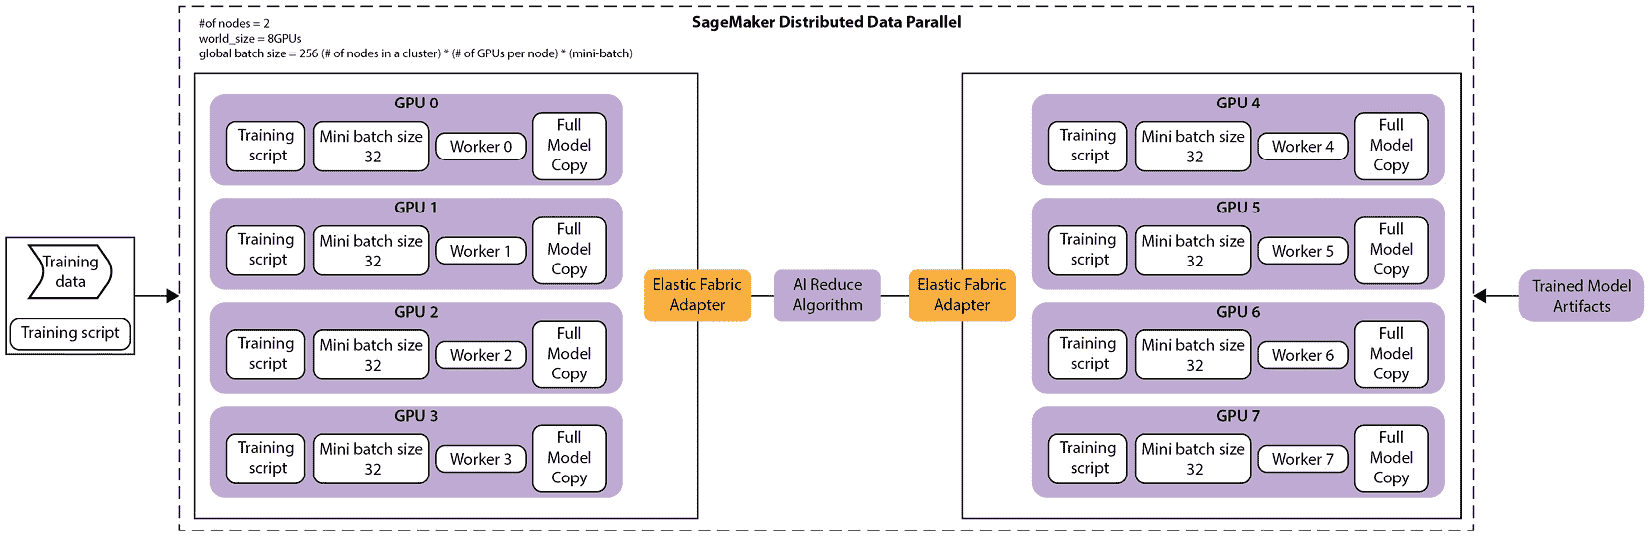 SageMaker Distributed Data Parallel
#of nodes = 2
world_size = 8GPUs
global batch size = 256 (# of nodes in a cluster) * (# of GPUs per node) * (mini-batch)
Training
data
Training script
GPU 0
Training
script
Mini batch size
32
Worker 0
Full
Model
Copy
GPU 1
Training
script
Mini batch size
32
Worker 1
Full
Model
Copy
GPU 2
Training
script
Mini batch size
32
Worker 2
Full
Model
Copy
GPU 3
Training
script
Mini batch size
32
Worker 3
Full
Model
Copy
Elastic Fabric
Adapter
AI Reduce
Algorithm
Elastic Fabric
Adapter
GPU 4
Training
script
Mini batch size
32
Worker 4
Full
Model
Copy
GPU 5
Training
script
Mini batch size
32
Worker 5
Full
Model
Copy
GPU 6
Training
script
Mini batch size
32
Worker 6
Full
Model
Copy
GPU 7
Training
script
Mini batch size
32
Worker 7
Full
Model
Copy
Trained Model
Artifacts